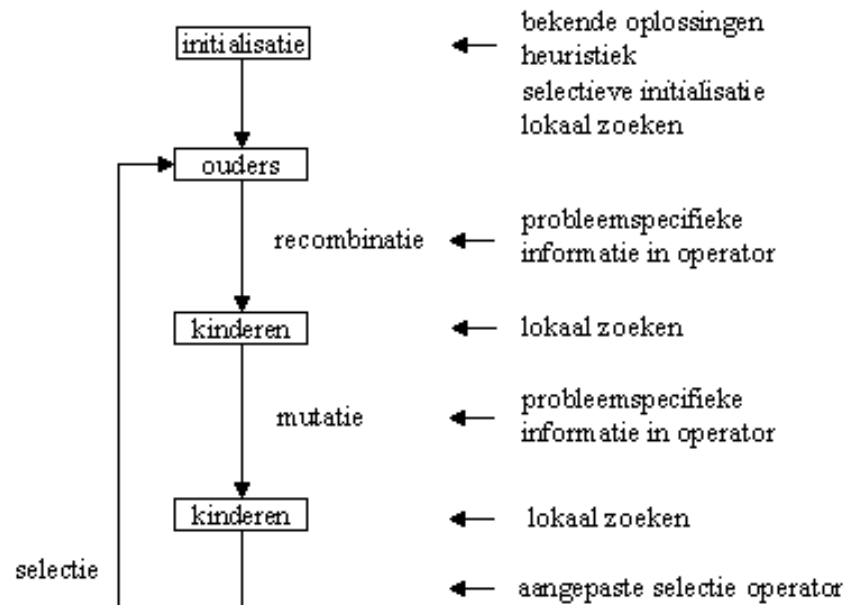 initialisatie
bekende oplossingen
heuristiek
selectieve initialisatie
lokaal zoeken
ouders
recombinatie
probleemspecifieke
informatie in operator
kinderen
lokaal zoeken
mutatie
probleemspecifieke
informatie in operator
kinderen
lokaal zoeken
selectie
aangepaste selectie operator